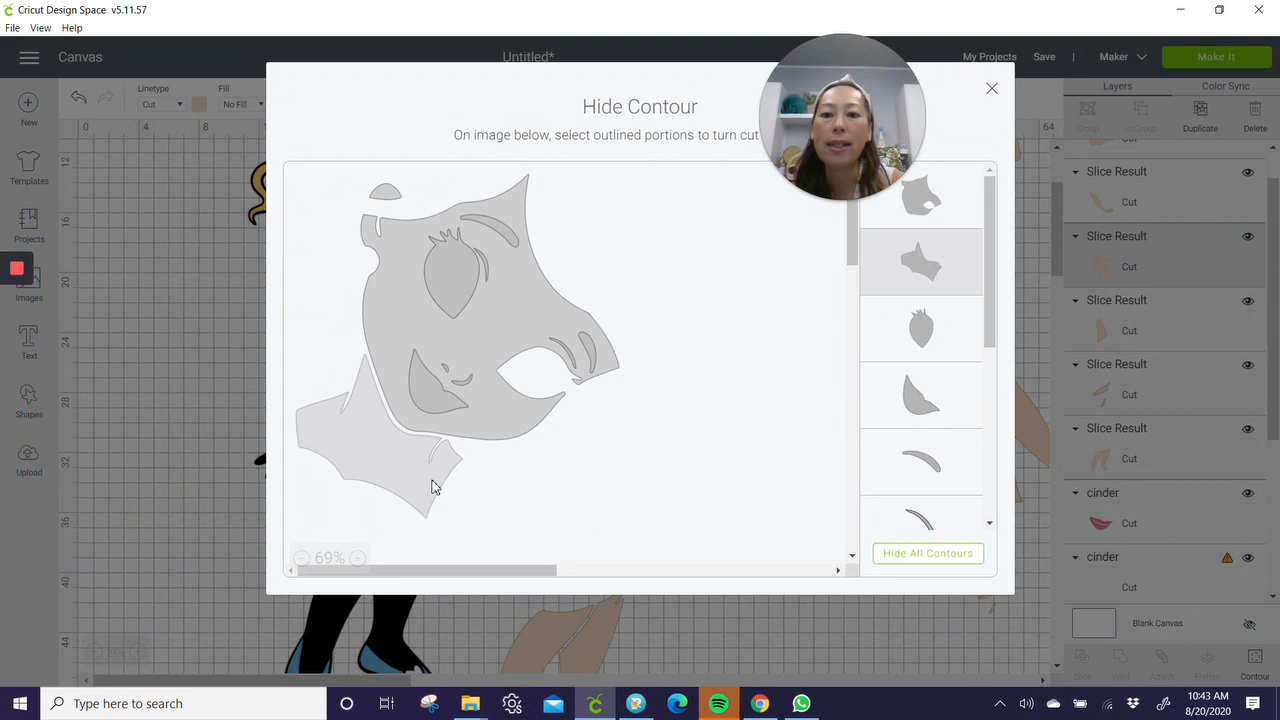 Cricut Design Space v5.11.57
File View Help
Canvas
Untitled*
My Projects Save | Maker Make It
New
Templates
Projects
Images
Text
Shapes
Upload
Linetype
Cut
Fill
No Fill
0 4 8 64
12
16
20
24
28
32
36
40
44
Hide Contour
On image below, select outlined portions to turn cut
69%
Hide All Contours
Layers Color Sync
Group UnGroup Duplicate Delete
Cut
Slice Result
Cut
Slice Result
Cut
Slice Result
Cut
Slice Result
Cut
Slice Result
Cut
cinder
Cut
cinder
Cut
Blank Canvas
Slice Weld Attach Flatten Contour
Type here to search
10:43 AM
8/20/2020